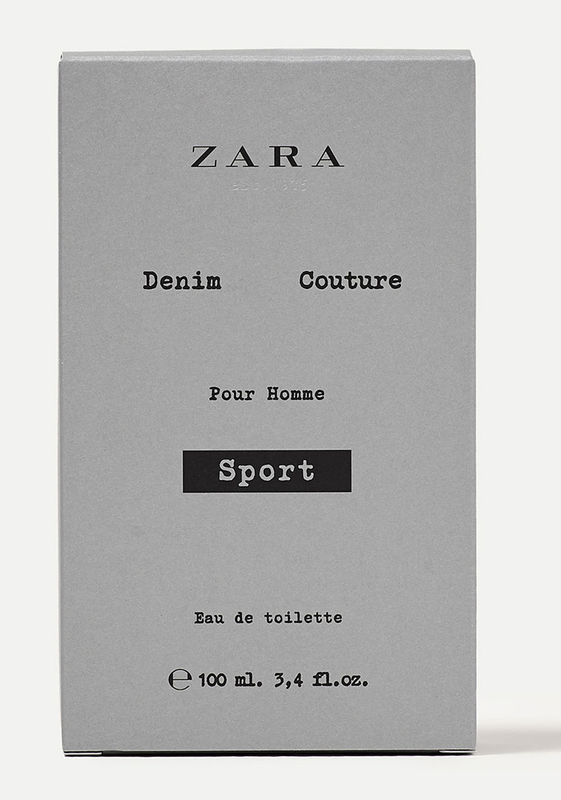 ZARA
Denim Couture
Pour Homme
Sport
Eau de toilette
℮ 100 ml. 3,4 fl.oz.